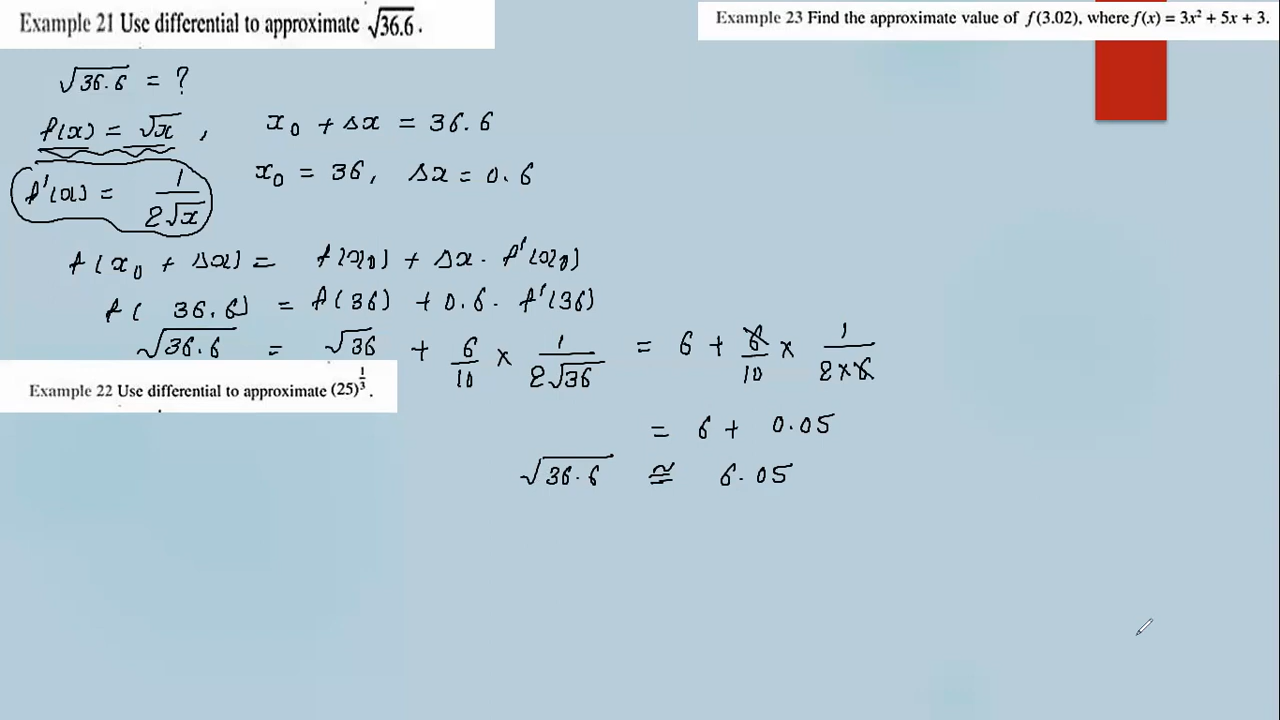 Example 21 Use differential to approximate √36.6.
Example 23 Find the approximate value of f(3.02), where f(x) = 3x² + 5x + 3.
√36.6 = ?
f(x) = √x , x₀ + Δx = 36.6
f'(x) = 1/2√x x₀ = 36, Δx = 0.6
f(x₀ + Δx) = f(x₀) + Δx · f'(x₀)
f( 36.6) = f(36) + 0.6 · f'(36)
√36.6 = √36 + 6/10 × 1/2√36 = 6 + 6/10 × 1/2×6
Example 22 Use differential to approximate (25)^1/3.
= 6 + 0.05
√36.6 ≅ 6.05